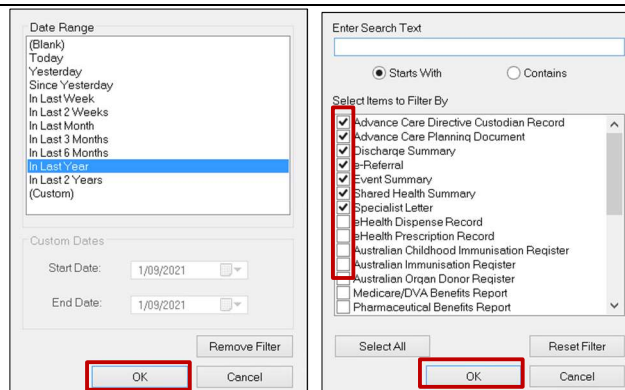 Date Range
(Blank)
Today
Yesterday
Since Yesterday
In Last Week
In Last 2 Weeks
In Last Month
In Last 3 Months
In Last 6 Months
In Last Year
In Last 2 Years
(Custom)
Custom Dates
Start Date: 1/09/2021
End Date: 1/09/2021
Remove Filter
OK Cancel
Enter Search Text
Starts With Contains
Select Items to Filter By
Advance Care Directive Custodian Record
Advance Care Planning Document
Discharge Summary
e-Referral
Event Summary
Shared Health Summary
Specialist Letter
eHealth Dispense Record
eHealth Prescription Record
Australian Childhood Immunisation Register
Australian Immunisation Register
Australian Organ Donor Register
Medicare/DVA Benefits Report
Pharmaceutical Benefits Report
Select All Reset Filter
OK Cancel